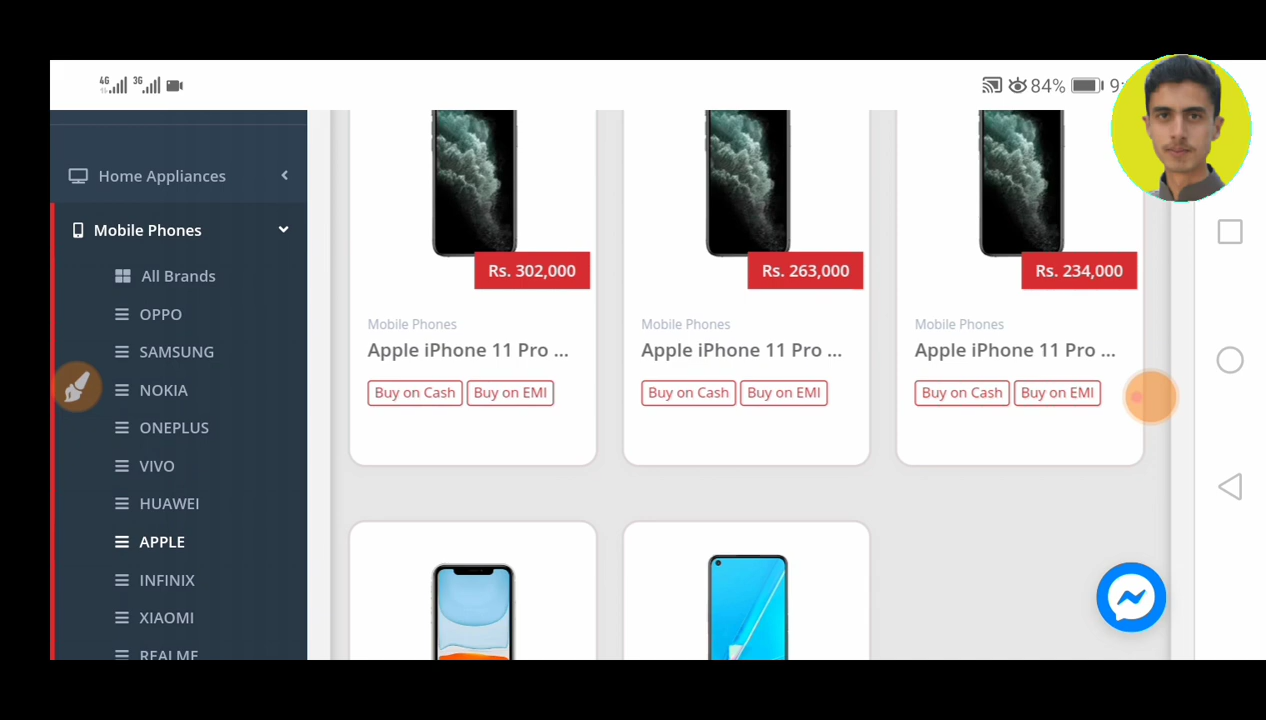 4G 3G 84% 9:
Home Appliances
Mobile Phones
All Brands
OPPO
SAMSUNG
NOKIA
ONEPLUS
VIVO
HUAWEI
APPLE
INFINIX
XIAOMI
REALME
Rs. 302,000
Mobile Phones
Apple iPhone 11 Pro ...
Buy on Cash Buy on EMI
Rs. 263,000
Mobile Phones
Apple iPhone 11 Pro ...
Buy on Cash Buy on EMI
Rs. 234,000
Mobile Phones
Apple iPhone 11 Pro ...
Buy on Cash Buy on EMI